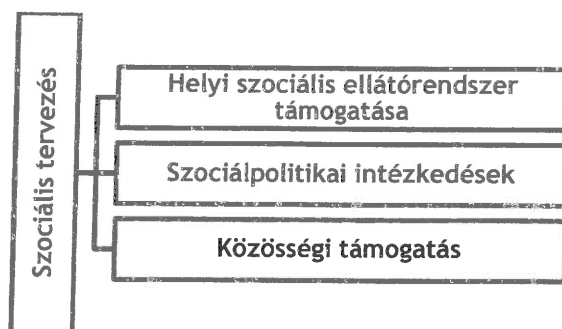 Szociális tervezés
Helyi szociális ellátórendszer
támogatása
Szociálpolitikai intézkedések
Közösségi támogatás